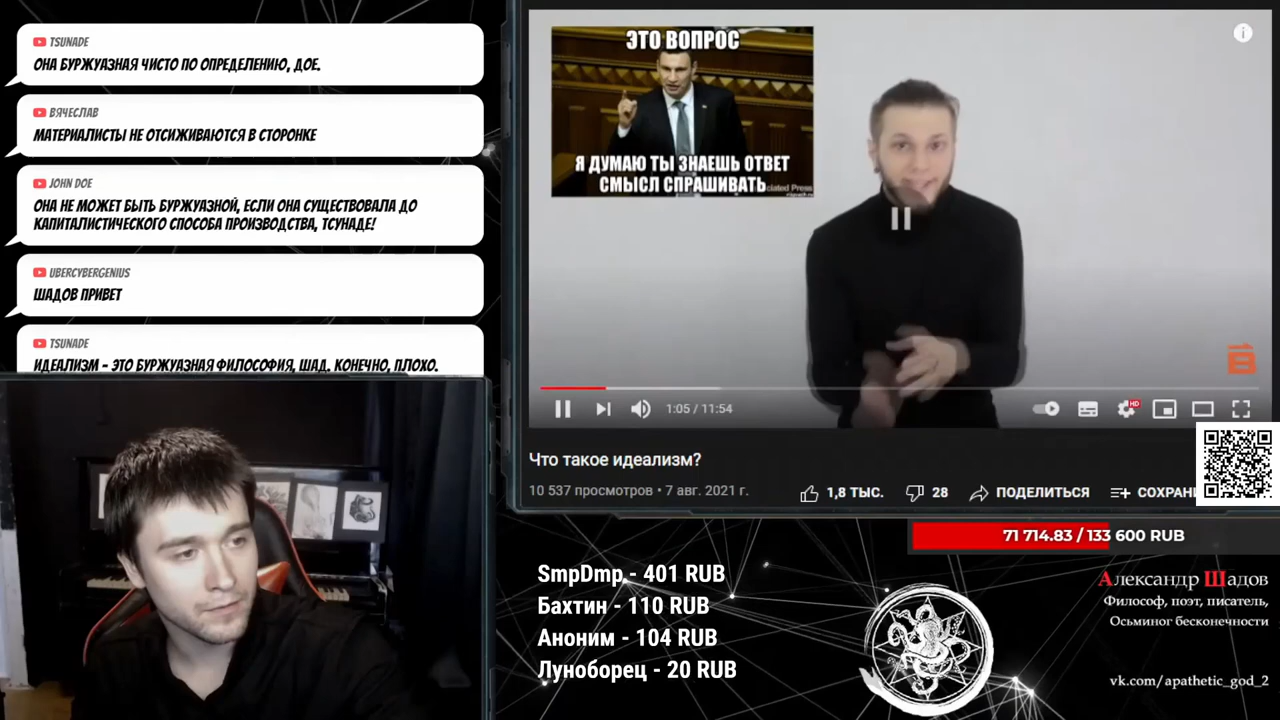 TSUNADE
ОНА БУРЖУАЗНАЯ ЧИСТО ПО ОПРЕДЕЛЕНИЮ, ДОЕ.
ВЯЧЕСЛАВ
МАТЕРИАЛИСТЫ НЕ ОТСИЖИВАЮТСЯ В СТОРОНКЕ
JOHN DOE
ОНА НЕ МОЖЕТ БЫТЬ БУРЖУАЗНОЙ, ЕСЛИ ОНА СУЩЕСТВОВАЛА ДО
КАПИТАЛИСТИЧЕСКОГО СПОСОБА ПРОИЗВОДСТВА, ТСУНАДЕ!
UBERCYBERGENIUS
ШАДОВ ПРИВЕТ
TSUNADE
ИДЕАЛИЗМ - ЭТО БУРЖУАЗНАЯ ФИЛОСОФИЯ, ШАД. КОНЕЧНО, ПЛОХО.
ЭТО ВОПРОС
Я ДУМАЮ ТЫ ЗНАЕШЬ ОТВЕТ
СМЫСЛ СПРАШИВАТЬ
ciated Press
1:05 / 11:54
HD
Что такое идеализм?
10 537 просмотров • 7 авг. 2021 г.
1,8 ТЫС.
28
ПОДЕЛИТЬСЯ
СОХРАНИ
71 714.83 / 133 600 RUB
SmpDmp - 401 RUB
Бахтин - 110 RUB
Аноним - 104 RUB
Луноборец - 20 RUB
Александр Шадов
Философ, поэт, писатель,
Осьминог бесконечности
vk.com/apathetic_god_2